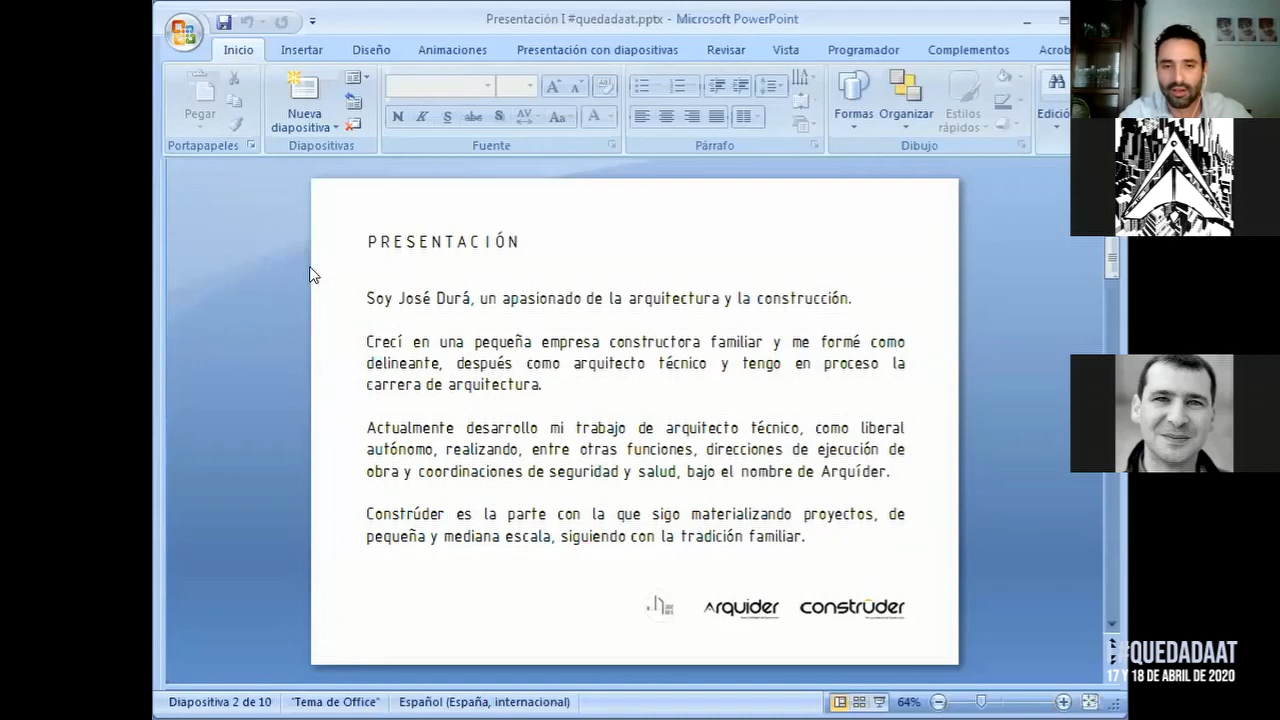 Presentación I #quedadaat.pptx - Microsoft PowerPoint
Inicio Insertar Diseño Animaciones Presentación con diapositivas Revisar Vista Programador Complementos Acrob
Pegar
Nueva
diapositiva
N K S abc S AV Aa A
Formas Organizar Estilos
rápidos
Edició
Portapapeles Diapositivas Fuente Párrafo Dibujo
PRESENTACIÓN
Soy José Durá, un apasionado de la arquitectura y la construcción.
Crecí en una pequeña empresa constructora familiar y me formé como
delineante, después como arquitecto técnico y tengo en proceso la
carrera de arquitectura.
Actualmente desarrollo mi trabajo de arquitecto técnico, como liberal
autónomo, realizando, entre otras funciones, direcciones de ejecución de
obra y coordinaciones de seguridad y salud, bajo el nombre de Arquíder.
Constrúder es la parte con la que sigo materializando proyectos, de
pequeña y mediana escala, siguiendo con la tradición familiar.
Arquider construder
#QUEDADAAT
17 Y 18 DE ABRIL DE 2020
Diapositiva 2 de 10 "Tema de Office" Español (España, internacional) 64%